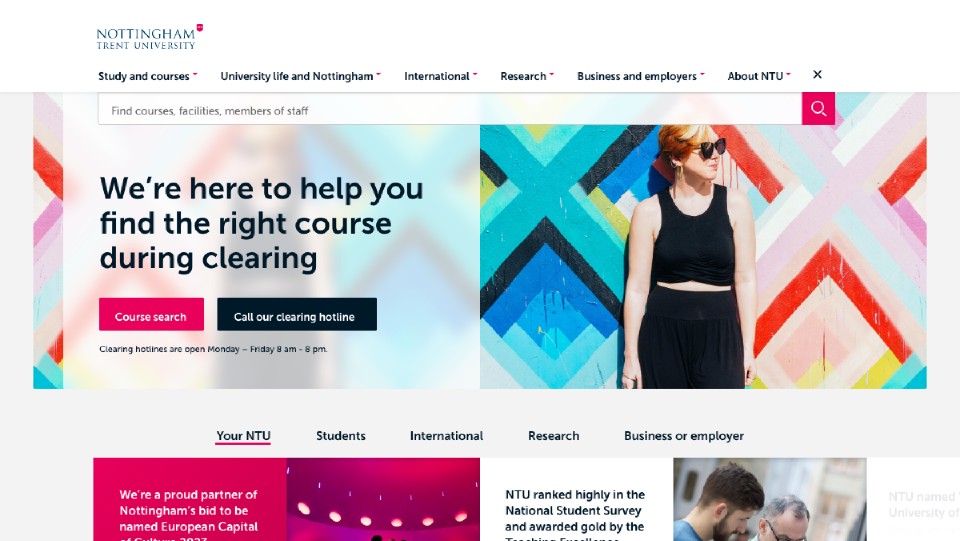 NOTTINGHAM
TRENT UNIVERSITY
Study and courses
University life and Nottingham
International
Research
Business and employers
About NTU
Find courses, facilities, members of staff
We're here to help you
find the right course
during clearing
Course search
Call our clearing hotline
Clearing hotlines are open Monday – Friday 8 am - 8 pm.
Your NTU
Students
International
Research
Business or employer
We're a proud partner of
Nottingham's bid to be
named European Capital
of Culture 2023
NTU ranked highly in the
National Student Survey
and awarded gold by the
Teaching Excellence
NTU named
University of